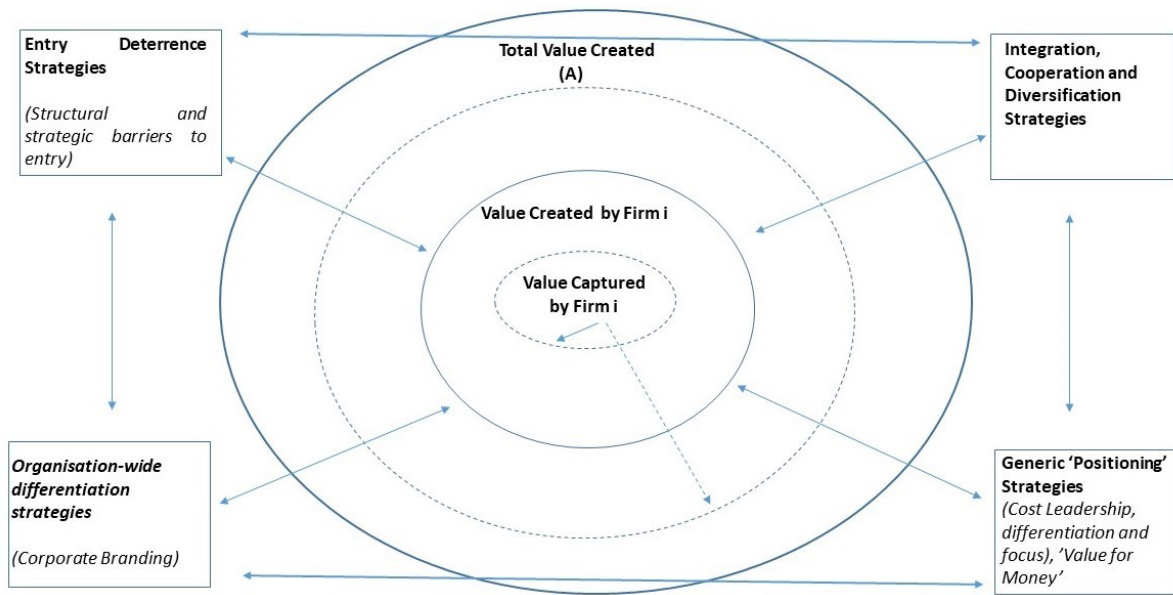 Entry Deterrence
Strategies
(Structural and
strategic barriers to
entry)
Total Value Created
(A)
Integration,
Cooperation and
Diversification
Strategies
Value Created by Firm i
Value Captured
by Firm i
Organisation-wide
differentiation
strategies
(Corporate Branding)
Generic ‘Positioning’
Strategies
(Cost Leadership,
differentiation and
focus), ’Value for
Money’